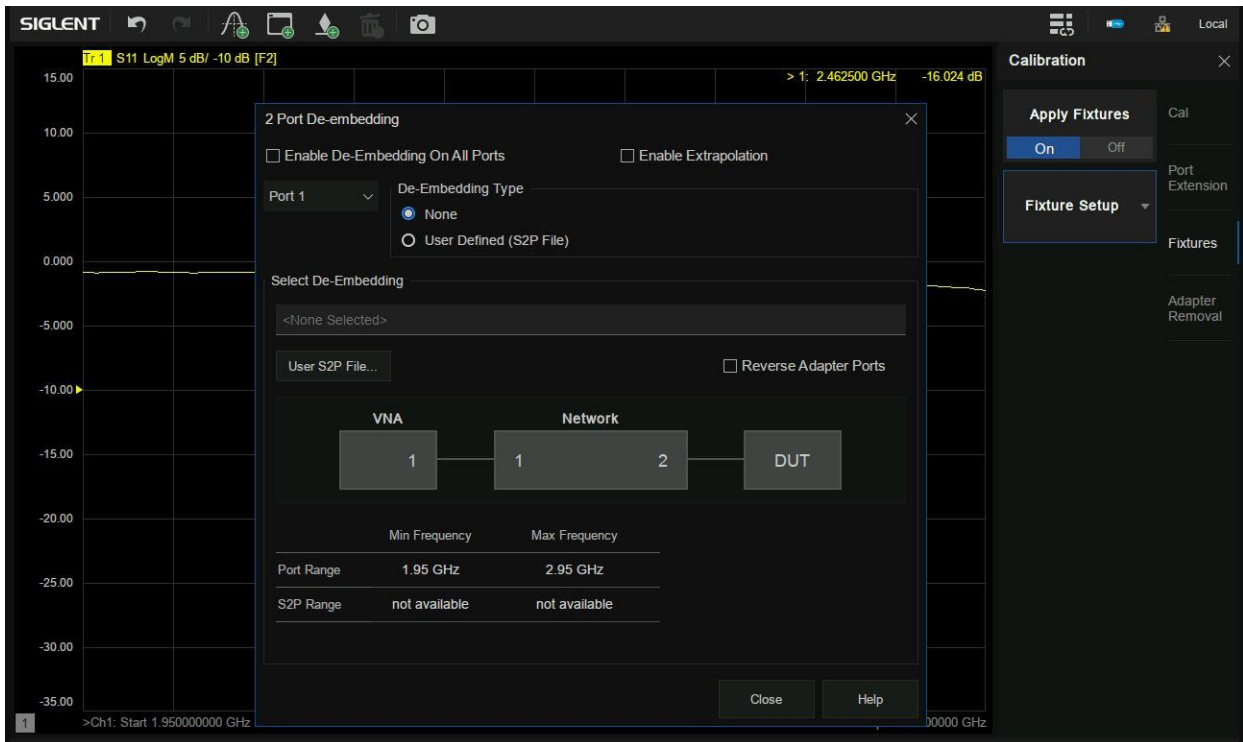 SIGLENT
Local
Tr 1 S11 LogM 5 dB/ -10 dB [F2]
> 1: 2.462500 GHz -16.024 dB
15.00
10.00
5.000
0.000
-5.000
-10.00
-15.00
-20.00
-25.00
-30.00
-35.00
1
>Ch1: Start 1.950000000 GHz
00000 GHz
2 Port De-embedding
Enable De-Embedding On All Ports
Enable Extrapolation
Port 1
De-Embedding Type
None
User Defined (S2P File)
Select De-Embedding
<None Selected>
User S2P File...
Reverse Adapter Ports
VNA Network
1 1 2 DUT
Min Frequency Max Frequency
Port Range 1.95 GHz 2.95 GHz
S2P Range not available not available
Close Help
Calibration
Apply Fixtures
On Off
Fixture Setup
Cal
Port
Extension
Fixtures
Adapter
Removal